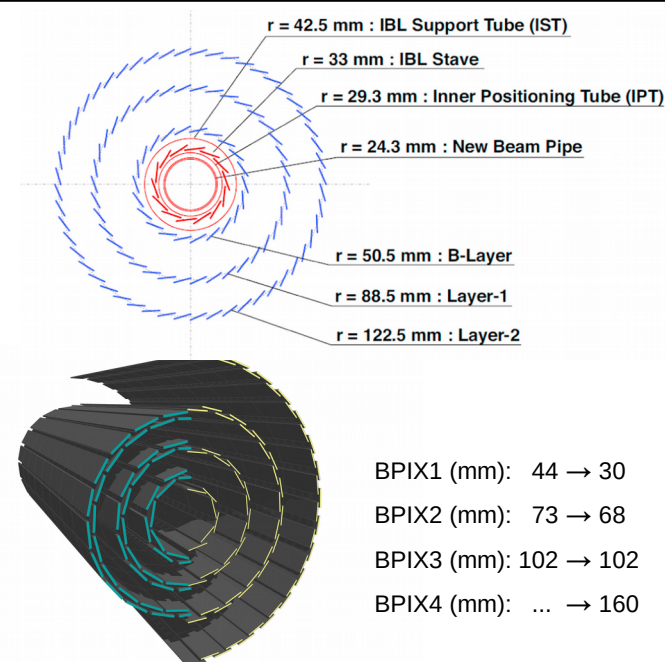 r = 42.5 mm : IBL Support Tube (IST)
r = 33 mm : IBL Stave
r = 29.3 mm : Inner Positioning Tube (IPT)
r = 24.3 mm : New Beam Pipe
r = 50.5 mm : B-Layer
r = 88.5 mm : Layer-1
r = 122.5 mm : Layer-2
BPIX1 (mm): 44 → 30
BPIX2 (mm): 73 → 68
BPIX3 (mm): 102 → 102
BPIX4 (mm): ... → 160